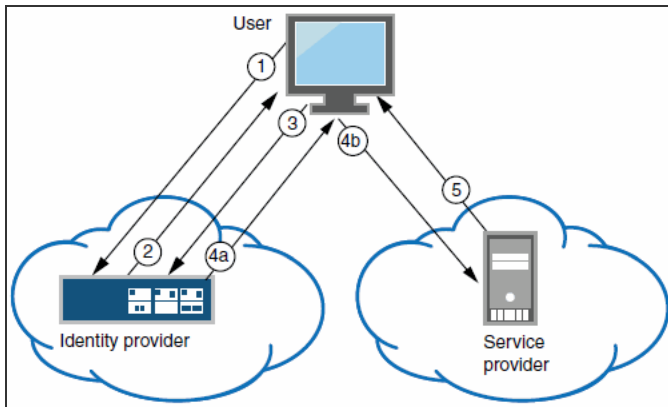 User
1
3
4b
5
2
4a
Identity provider
Service
provider